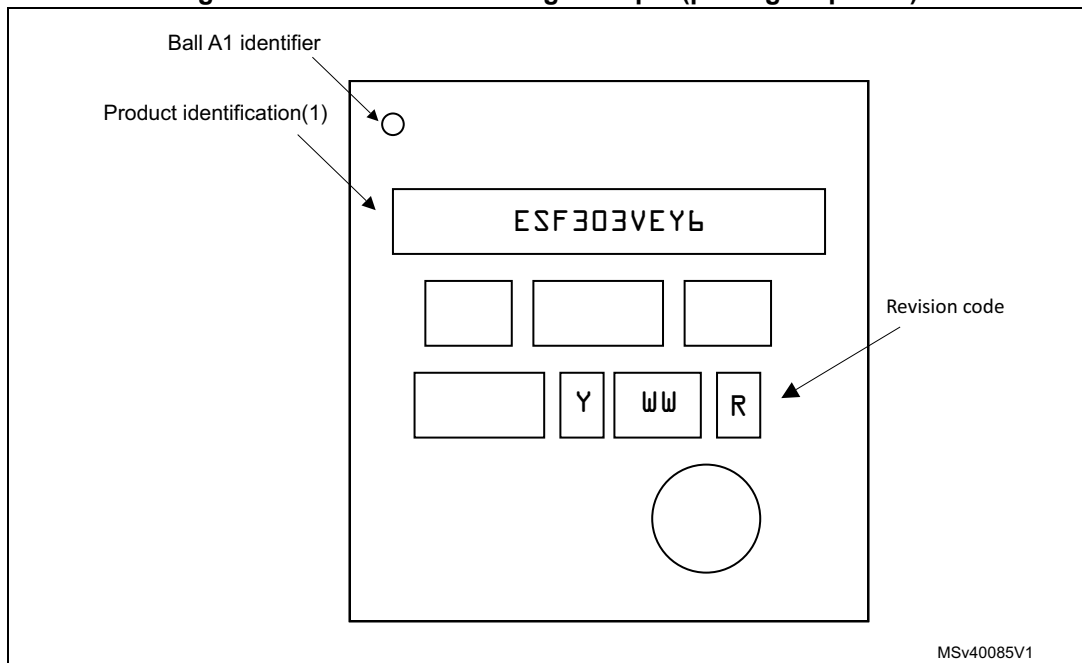 Ball A1 identifier
Product identification(1)
ESF303VEY6
Revision code
Y WW R
MSv40085V1